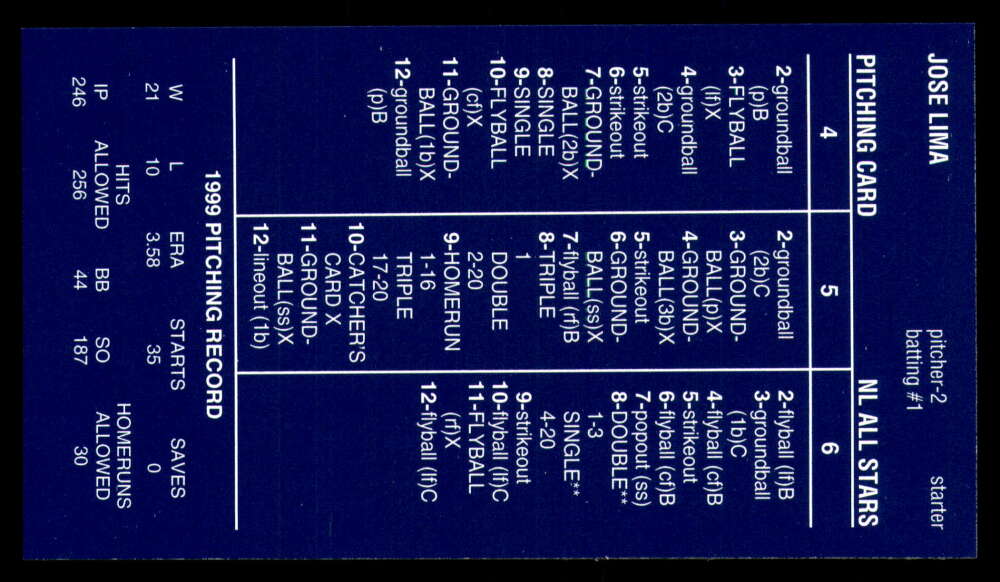 JOSE LIMA
pitcher-2
batting #1
starter
PITCHING CARD
NL ALL STARS
4
2-groundball
(p)B
3-FLYBALL
(lf)X
4-groundball
(2b)C
5-strikeout
6-strikeout
7-GROUND-
BALL(2b)X
8-SINGLE
9-SINGLE
10-FLYBALL
(cf)X
11-GROUND-
BALL(1b)X
12-groundball
(p)B
5
2-groundball
(2b)C
3-GROUND-
BALL(p)X
4-GROUND-
BALL(3b)X
5-strikeout
6-GROUND-
BALL(ss)X
7-flyball (rf)B
8-TRIPLE
1
DOUBLE
2-20
9-HOMERUN
1-16
TRIPLE
17-20
10-CATCHER'S
CARD X
11-GROUND-
BALL(ss)X
12-lineout (1b)
6
2-flyball (lf)B
3-groundball
(1b)C
4-flyball (cf)B
5-strikeout
6-flyball (cf)B
7-popout (ss)
8-DOUBLE**
1-3
SINGLE**
4-20
9-strikeout
10-flyball (lf)C
11-FLYBALL
(rf)X
12-flyball (lf)C
1999 PITCHING RECORD
W L ERA STARTS SAVES
21 10 3.58 35 0
HITS HOMERUNS
IP ALLOWED BB SO ALLOWED
246 256 44 187 30